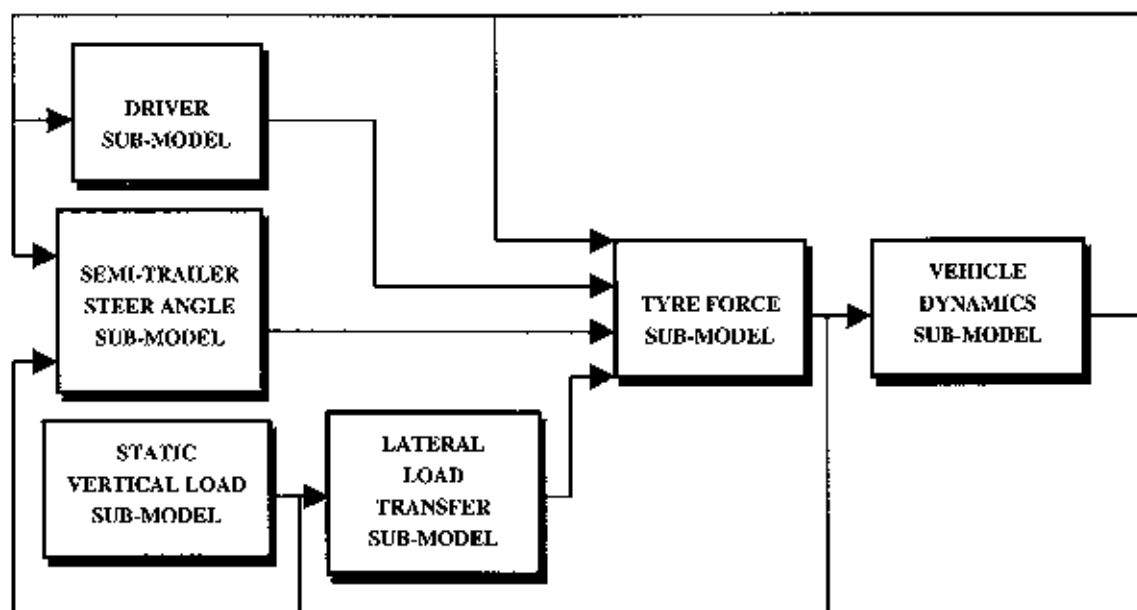 DRIVER
SUB-MODEL
SEMI-TRAILER
STEER ANGLE
SUB-MODEL
STATIC
VERTICAL LOAD
SUB-MODEL
LATERAL
LOAD
TRANSFER
SUB-MODEL
TYRE FORCE
SUB-MODEL
VEHICLE
DYNAMICS
SUB-MODEL